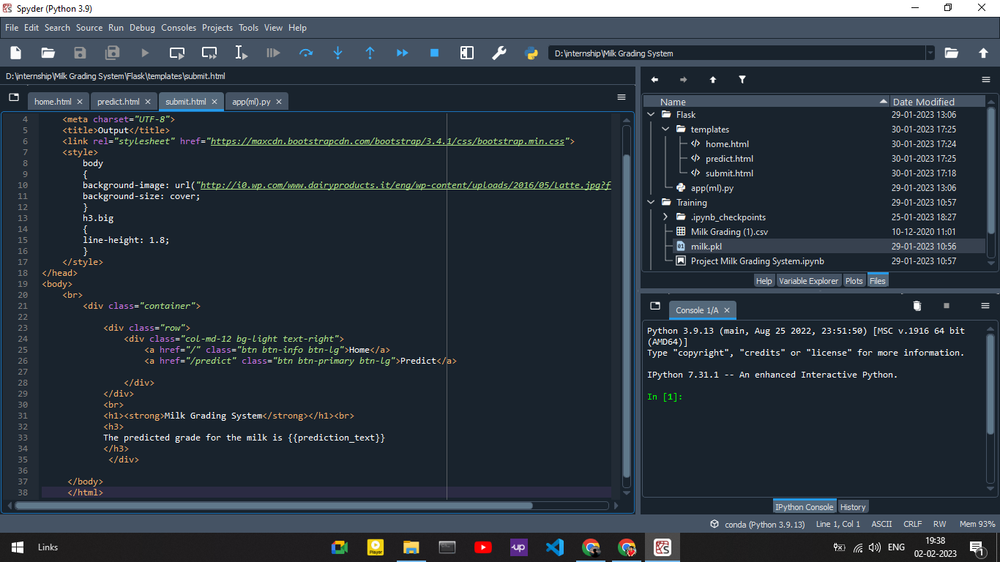 Spyder (Python 3.9)
File Edit Search Source Run Debug Consoles Projects Tools View Help
D:\internship\Milk Grading System
D:\internship\Milk Grading System\Flask\templates\submit.html
home.html predict.html submit.html app(ml).py
4 <meta charset="UTF-8">
5 <title>Output</title>
6 <link rel="stylesheet" href="https://maxcdn.bootstrapcdn.com/bootstrap/3.4.1/css/bootstrap.min.css">
7 <style>
8 body
9 {
10 background-image: url("http://i0.wp.com/www.dairyproducts.it/eng/wp-content/uploads/2016/05/Latte.jpg?f
11 background-size: cover;
12 }
13 h3.big
14 {
15 line-height: 1.8;
16 }
17 </style>
18 </head>
19 <body>
20 <br>
21 <div class="container">
22
23 <div class="row">
24 <div class="col-md-12 bg-light text-right">
25 <a href="/" class="btn btn-info btn-lg">Home</a>
26 <a href="/predict" class="btn btn-primary btn-lg">Predict</a>
27
28 </div>
29 </div>
30 <br>
31 <h1><strong>Milk Grading System</strong></h1><br>
32 <h3>
33 The predicted grade for the milk is {{prediction_text}}
34 </h3>
35 </div>
36
37 </body>
38 </html>
Name Date Modified
Flask 29-01-2023 13:06
templates 30-01-2023 17:25
home.html 30-01-2023 17:24
predict.html 30-01-2023 17:25
submit.html 30-01-2023 17:18
app(ml).py 29-01-2023 13:06
Training 29-01-2023 10:57
.ipynb_checkpoints 25-01-2023 18:27
Milk Grading (1).csv 10-12-2020 11:01
milk.pkl 29-01-2023 10:56
Project Milk Grading System.ipynb 29-01-2023 10:57
Help Variable Explorer Plots Files
Console 1/A
Python 3.9.13 (main, Aug 25 2022, 23:51:50) [MSC v.1916 64 bit
(AMD64)]
Type "copyright", "credits" or "license" for more information.
IPython 7.31.1 -- An enhanced Interactive Python.
In [1]:
IPython Console History
conda (Python 3.9.13) Line 1, Col 1 ASCII CRLF RW Mem 93%
Links
Player
up
ENG
19:38
02-02-2023
1